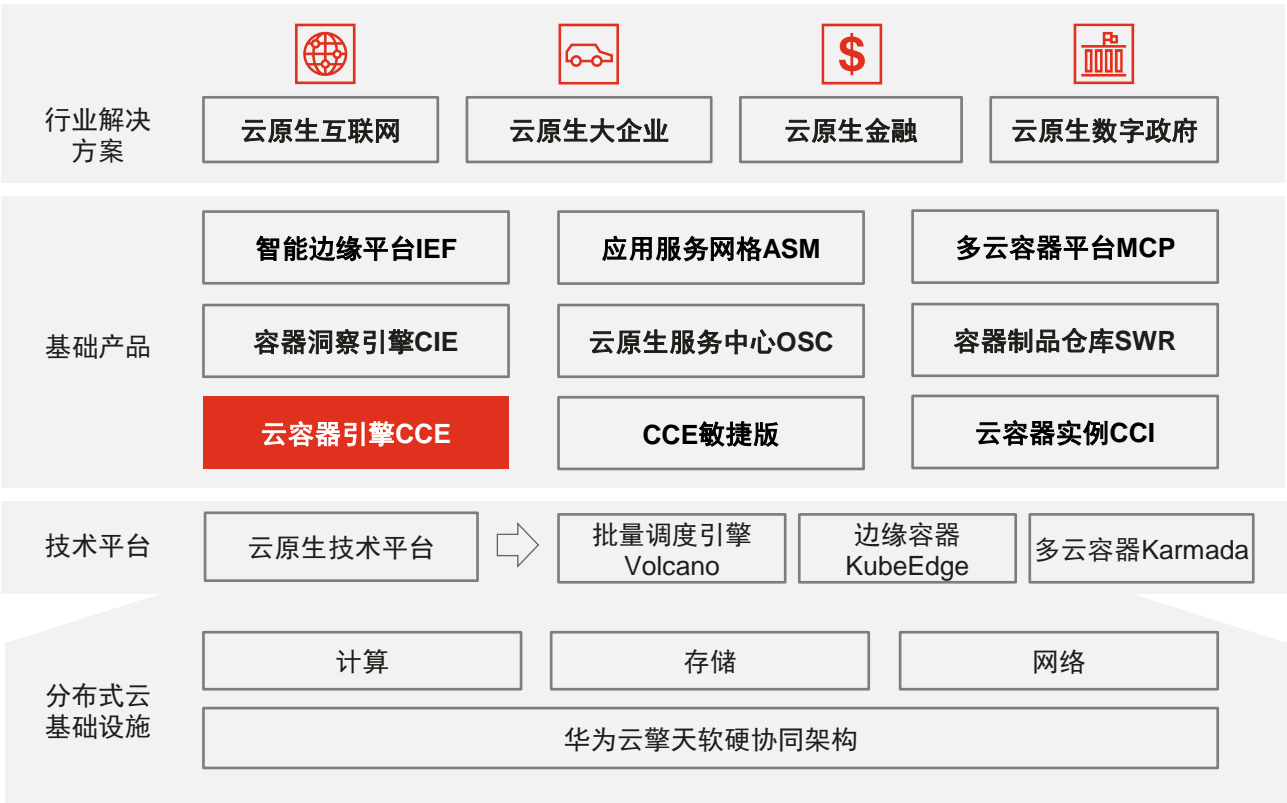 行业解决
方案
$
云原生互联网
云原生大企业
云原生金融
云原生数字政府
基础产品
智能边缘平台IEF
应用服务网格ASM
多云容器平台MCP
容器洞察引擎CIE
云原生服务中心OSC
容器制品仓库SWR
云容器引擎CCE
CCE敏捷版
云容器实例CCI
技术平台
云原生技术平台
批量调度引擎
Volcano
边缘容器
KubeEdge
多云容器Karmada
分布式云
基础设施
计算
存储
网络
华为云擎天软硬协同架构